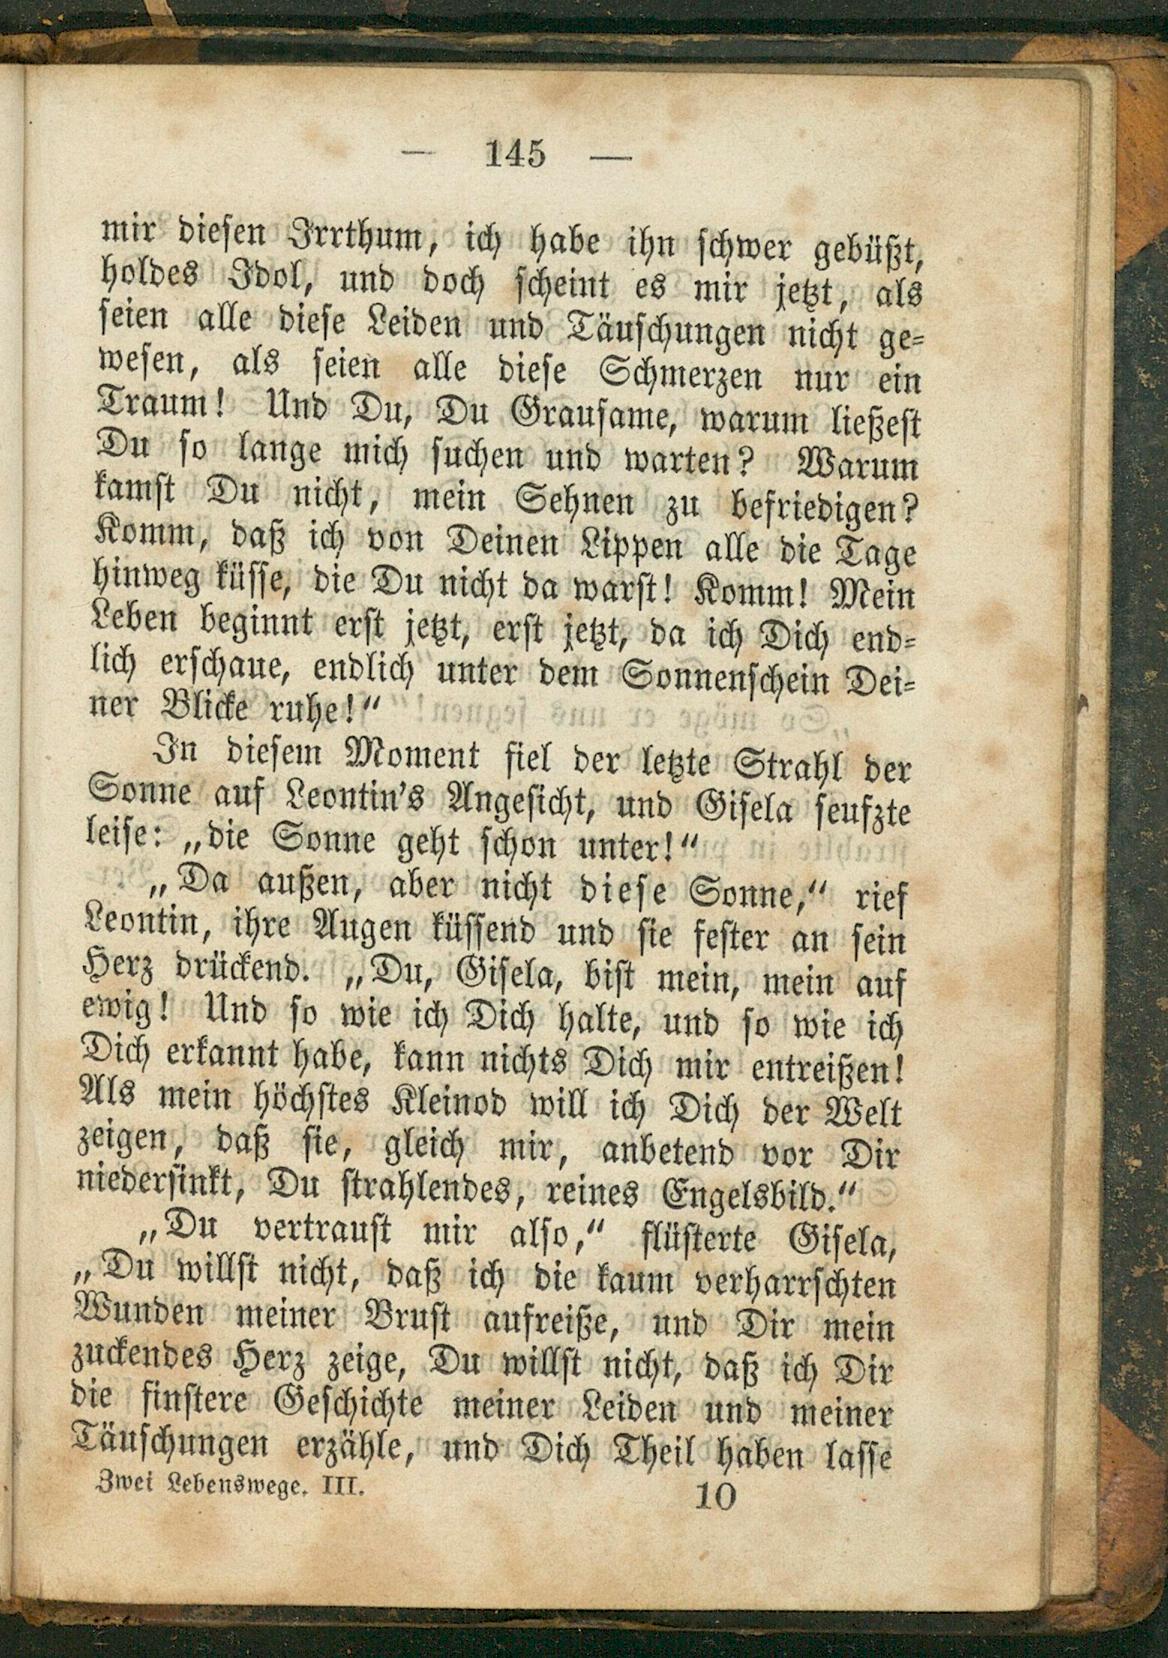 — 145 —
mir diesen Irrthum, ich habe ihn schwer gebüßt,
holdes Idol, und doch scheint es mir jetzt, als
seien alle diese Leiden und Täuschungen nicht ge-
wesen, als seien alle diese Schmerzen nur ein
Traum! Und Du, Du Grausame, warum ließest
Du so lange mich suchen und warten? Warum
kamst Du nicht, mein Sehnen zu befriedigen?
Komm, daß ich von Deinen Lippen alle die Tage
hinweg küsse, die Du nicht da warst! Komm! Mein
Leben beginnt erst jetzt, erst jetzt, da ich Dich end-
lich erschaue, endlich unter dem Sonnenschein Dei-
ner Blicke ruhe!“
In diesem Moment fiel der letzte Strahl der
Sonne auf Leontin's Angesicht, und Gisela seufzte
leise: „die Sonne geht schon unter!“
„Da außen, aber nicht diese Sonne,“ rief
Leontin, ihre Augen küssend und sie fester an sein
Herz drückend. „Du, Gisela, bist mein, mein auf
ewig! Und so wie ich Dich halte, und so wie ich
Dich erkannt habe, kann nichts Dich mir entreißen!
Als mein höchstes Kleinod will ich Dich der Welt
zeigen, daß sie, gleich mir, anbetend vor Dir
niedersinkt, Du strahlendes, reines Engelsbild.“
„Du vertraust mir also,“ flüsterte Gisela,
„Du willst nicht, daß ich die kaum verharrschten
Wunden meiner Brust aufreiße, und Dir mein
zuckendes Herz zeige, Du willst nicht, daß ich Dir
die finstere Geschichte meiner Leiden und meiner
Täuschungen erzähle, und Dich Theil haben lasse
Zwei Lebenswege. III. 10